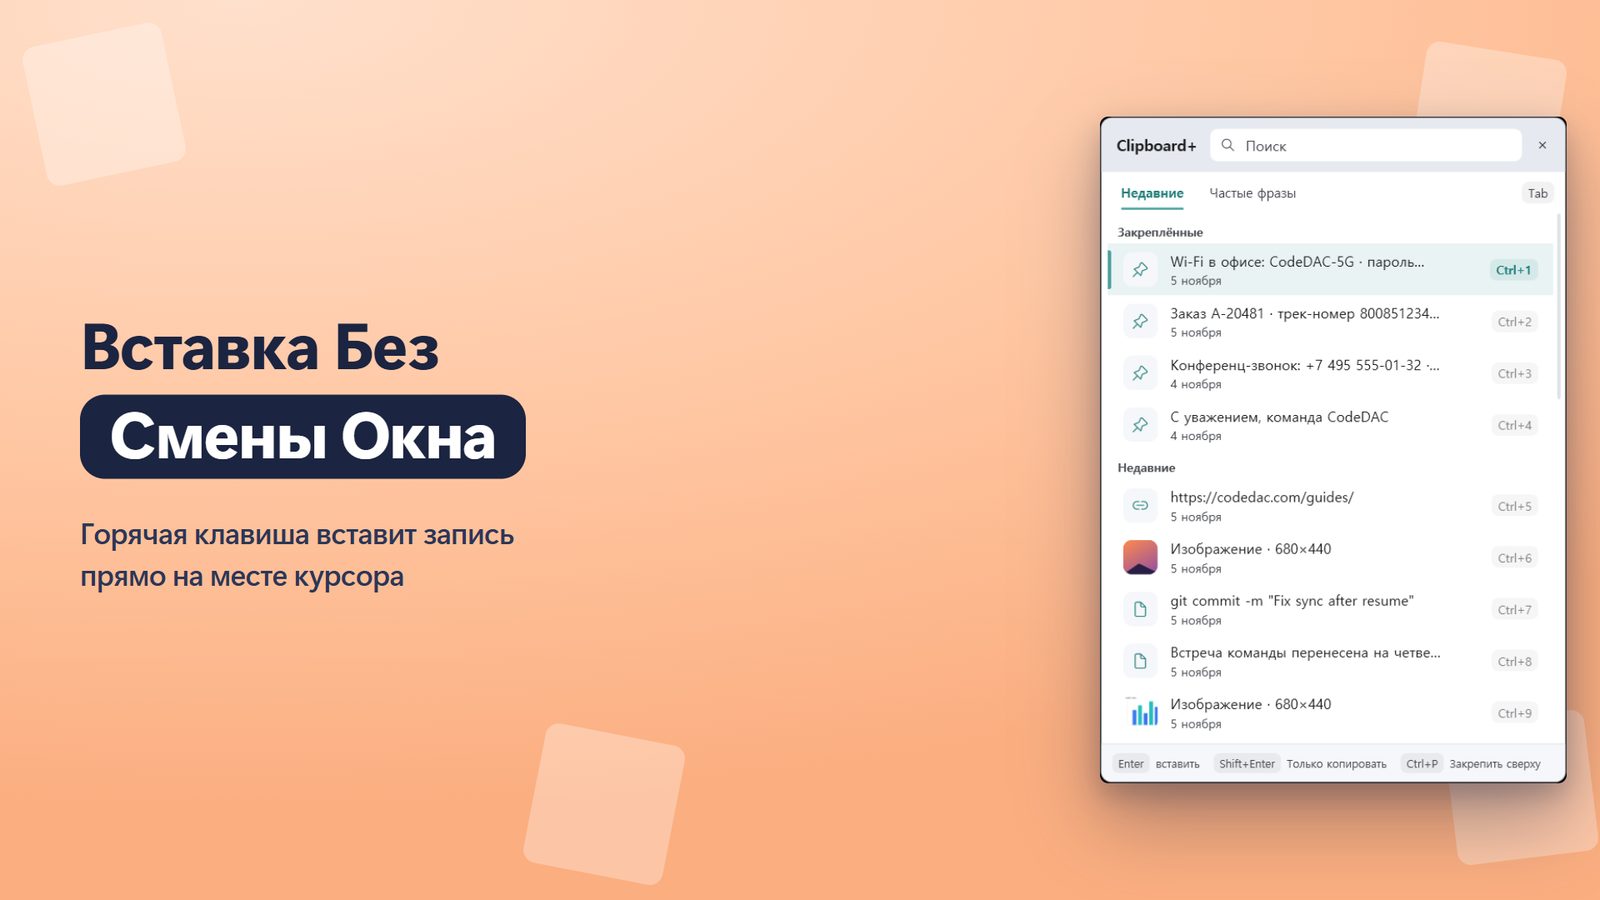 Вставка Без
Смены Окна
Горячая клавиша вставит запись
прямо на месте курсора
Clipboard+
Поиск
×
Недавние
Частые фразы
Tab
Закреплённые
Wi-Fi в офисе: CodeDAC-5G · пароль...
5 ноября
Ctrl+1
Заказ А-20481 · трек-номер 800851234...
5 ноября
Ctrl+2
Конференц-звонок: +7 495 555-01-32 ·...
4 ноября
Ctrl+3
С уважением, команда CodeDAC
4 ноября
Ctrl+4
Недавние
https://codedac.com/guides/
5 ноября
Ctrl+5
Изображение · 680×440
5 ноября
Ctrl+6
git commit -m "Fix sync after resume"
5 ноября
Ctrl+7
Встреча команды перенесена на четве...
5 ноября
Ctrl+8
Изображение · 680×440
5 ноября
Ctrl+9
Enter вставить Shift+Enter Только копировать Ctrl+P Закрепить сверху